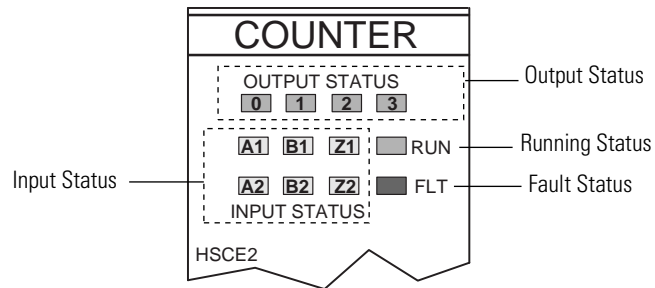 COUNTER
OUTPUT STATUS
0 1 2 3
Output Status
A1 B1 Z1 RUN
Running Status
Input Status
A2 B2 Z2 FLT
Fault Status
INPUT STATUS
HSCE2